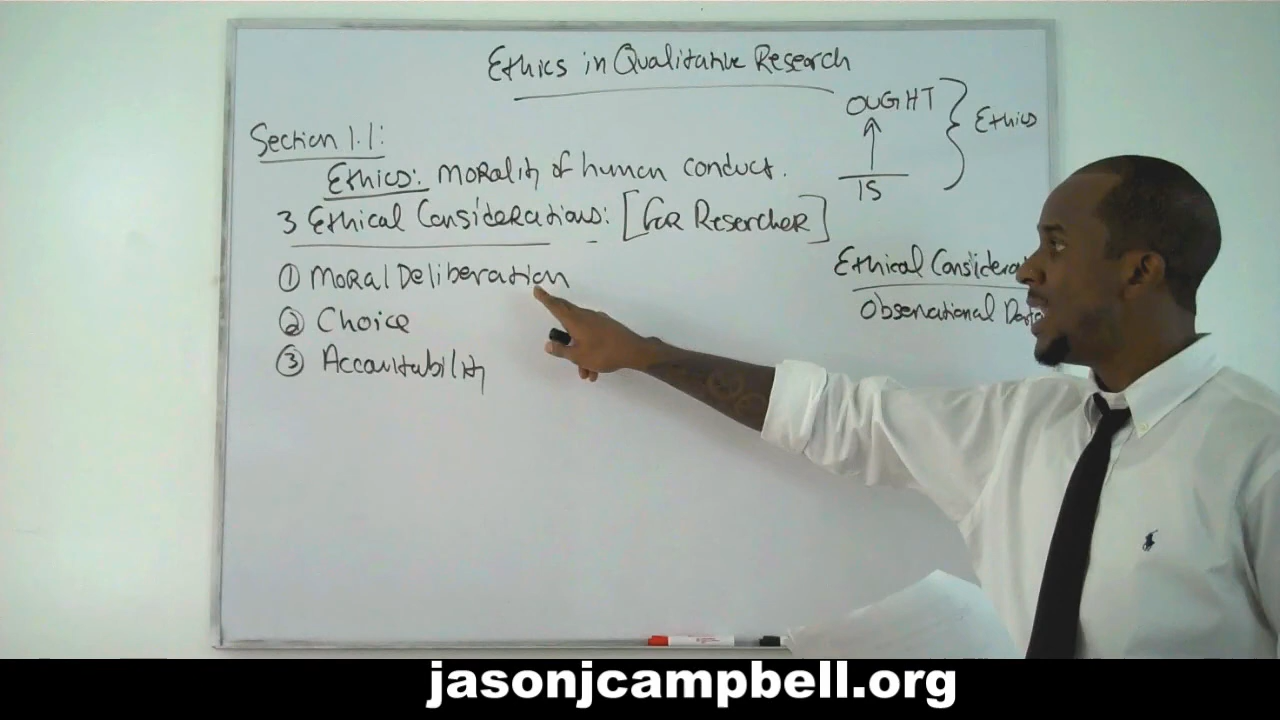 Ethics in Qualitative Research
OUGHT
IS
Ethics
Section 1.1:
Ethics: Morality of human conduct.
3 Ethical Considerations: [For Researcher]
① Moral Deliberation
② Choice
③ Accountability
Ethical Considera
Observational Data
jasonjcampbell.org